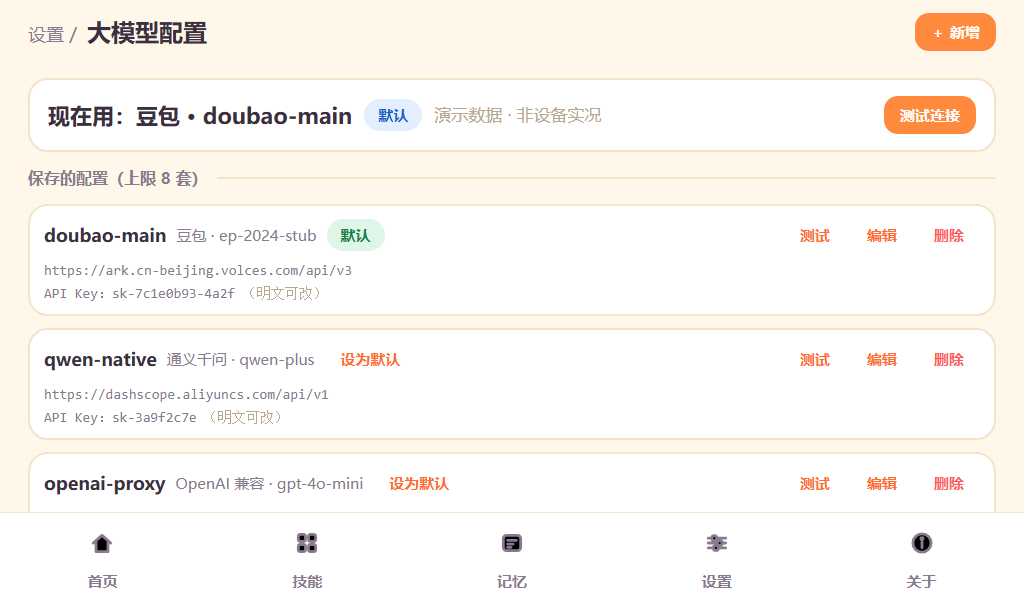 设置 / 大模型配置
+ 新增
现在用：豆包 • doubao-main 默认 演示数据 · 非设备实况
测试连接
保存的配置（上限 8 套）
doubao-main 豆包 · ep-2024-stub 默认 测试 编辑 删除
https://ark.cn-beijing.volces.com/api/v3
API Key: sk-7c1e0b93-4a2f （明文可改）
qwen-native 通义千问 · qwen-plus 设为默认 测试 编辑 删除
https://dashscope.aliyuncs.com/api/v1
API Key: sk-3a9f2c7e （明文可改）
openai-proxy OpenAI 兼容 · gpt-4o-mini 设为默认 测试 编辑 删除
首页 技能 记忆 设置 关于